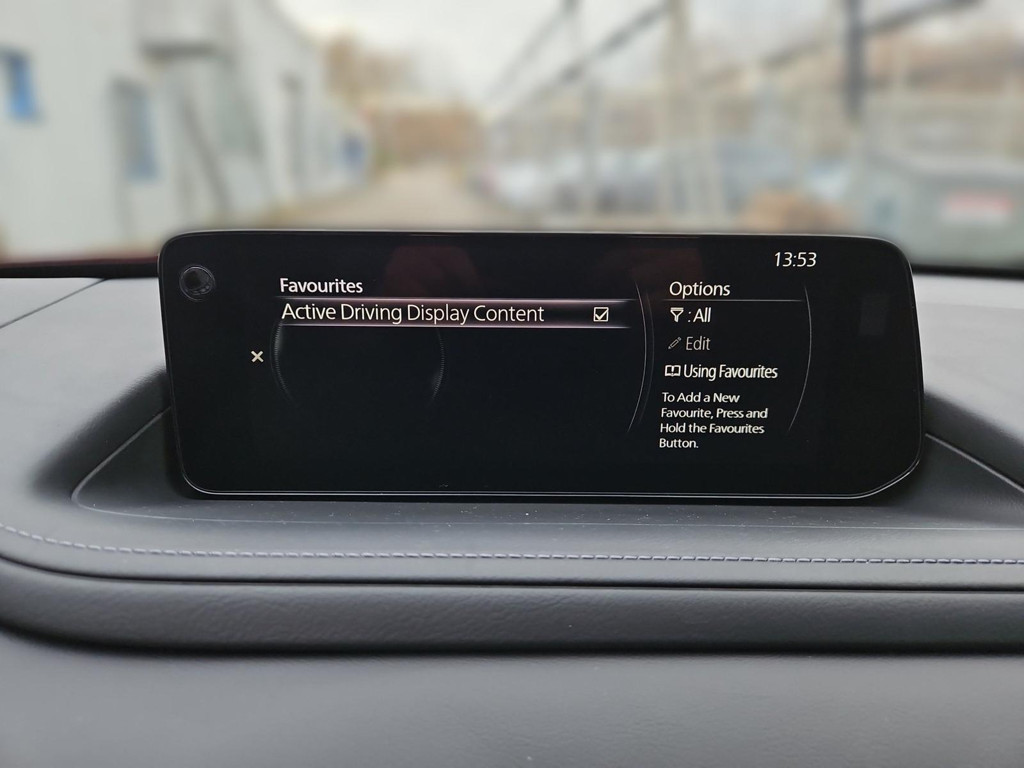 13:53
Favourites
Active Driving Display Content
Options
: All
Edit
Using Favourites
To Add a New
Favourite, Press and
Hold the Favourites
Button.